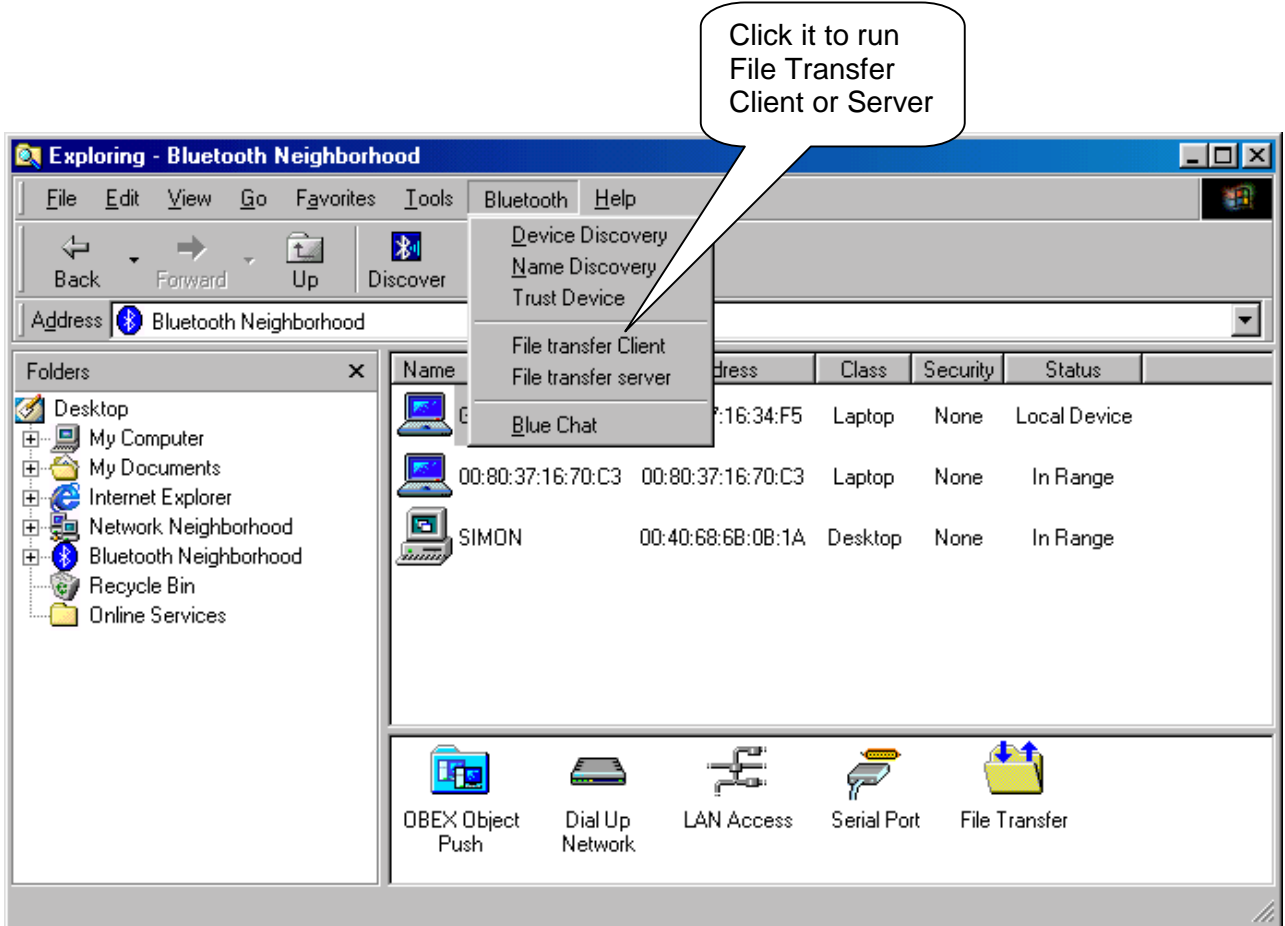 Click it to run
File Transfer
Client or Server
Exploring - Bluetooth Neighborhood
File Edit View Go Favorites Tools Bluetooth Help
Device Discovery
Name Discovery
Trust Device
File transfer Client
File transfer server
Blue Chat
Back Forward Up Discover
Address Bluetooth Neighborhood
Folders
Desktop
My Computer
My Documents
Internet Explorer
Network Neighborhood
Bluetooth Neighborhood
Recycle Bin
Online Services
Name Class Security Status
:16:34:F5 Laptop None Local Device
00:80:37:16:70:C3 00:80:37:16:70:C3 Laptop None In Range
SIMON 00:40:68:6B:0B:1A Desktop None In Range
OBEX Object
Push
Dial Up
Network
LAN Access
Serial Port
File Transfer